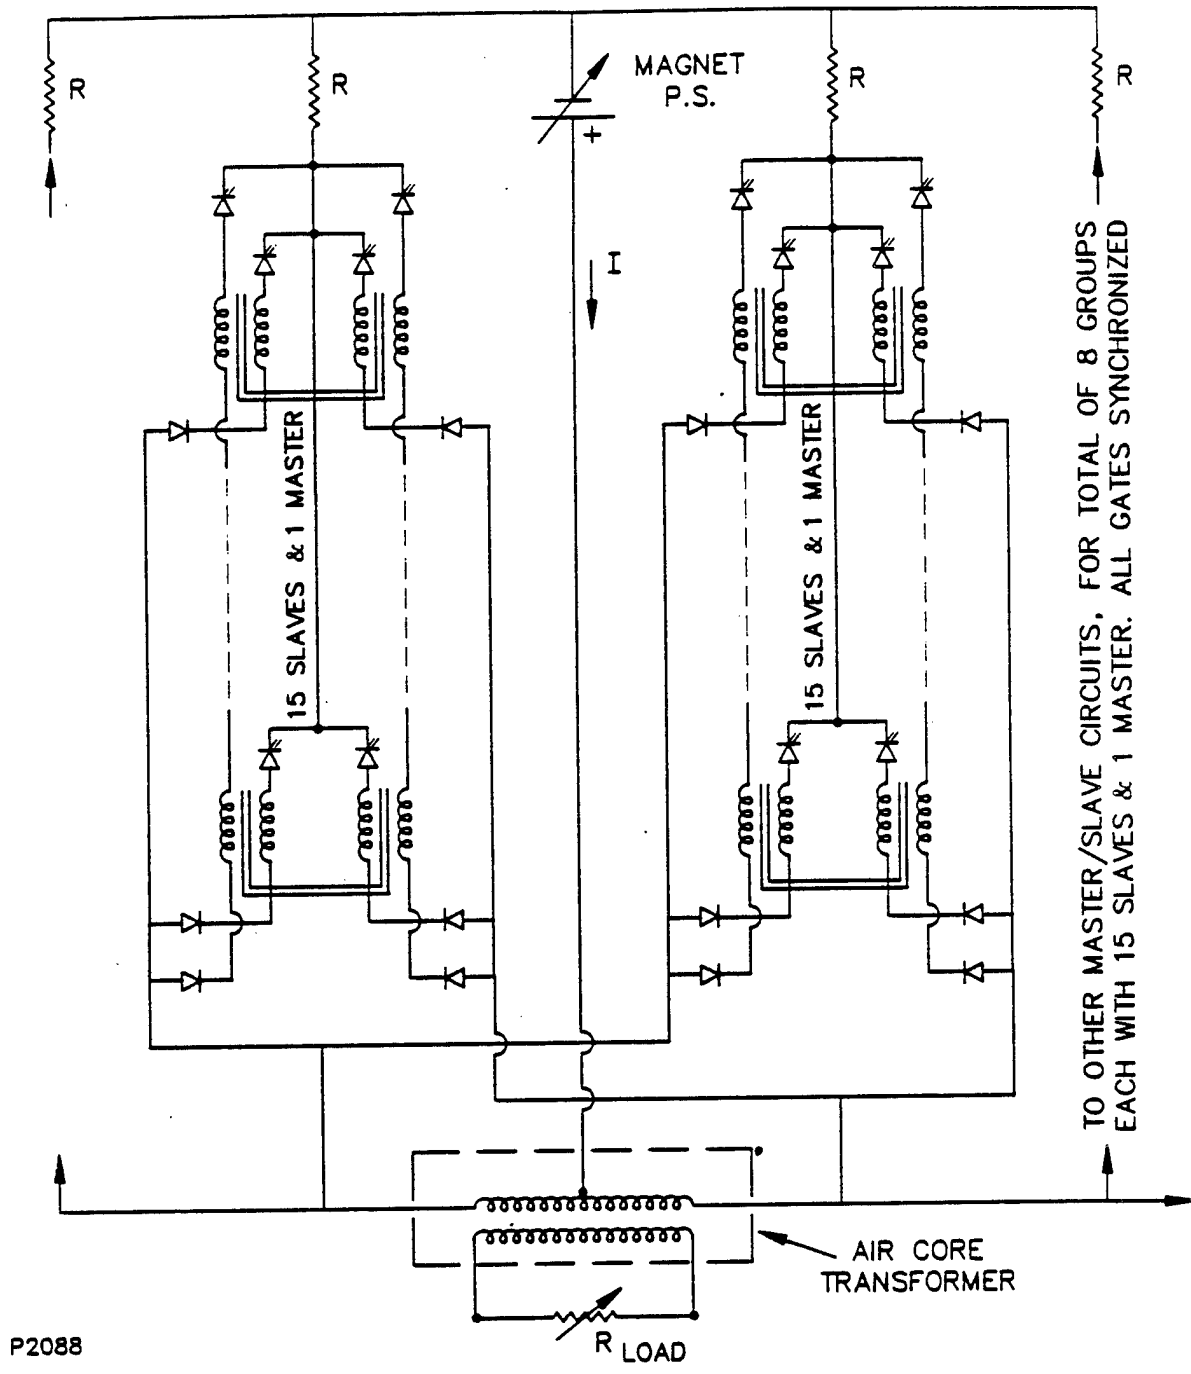 R
R
MAGNET
P.S.
R
R
+
I
15 SLAVES & 1 MASTER
15 SLAVES & 1 MASTER
TO OTHER MASTER/SLAVE CIRCUITS, FOR TOTAL OF 8 GROUPS
EACH WITH 15 SLAVES & 1 MASTER. ALL GATES SYNCHRONIZED
AIR CORE
TRANSFORMER
R LOAD
P2088